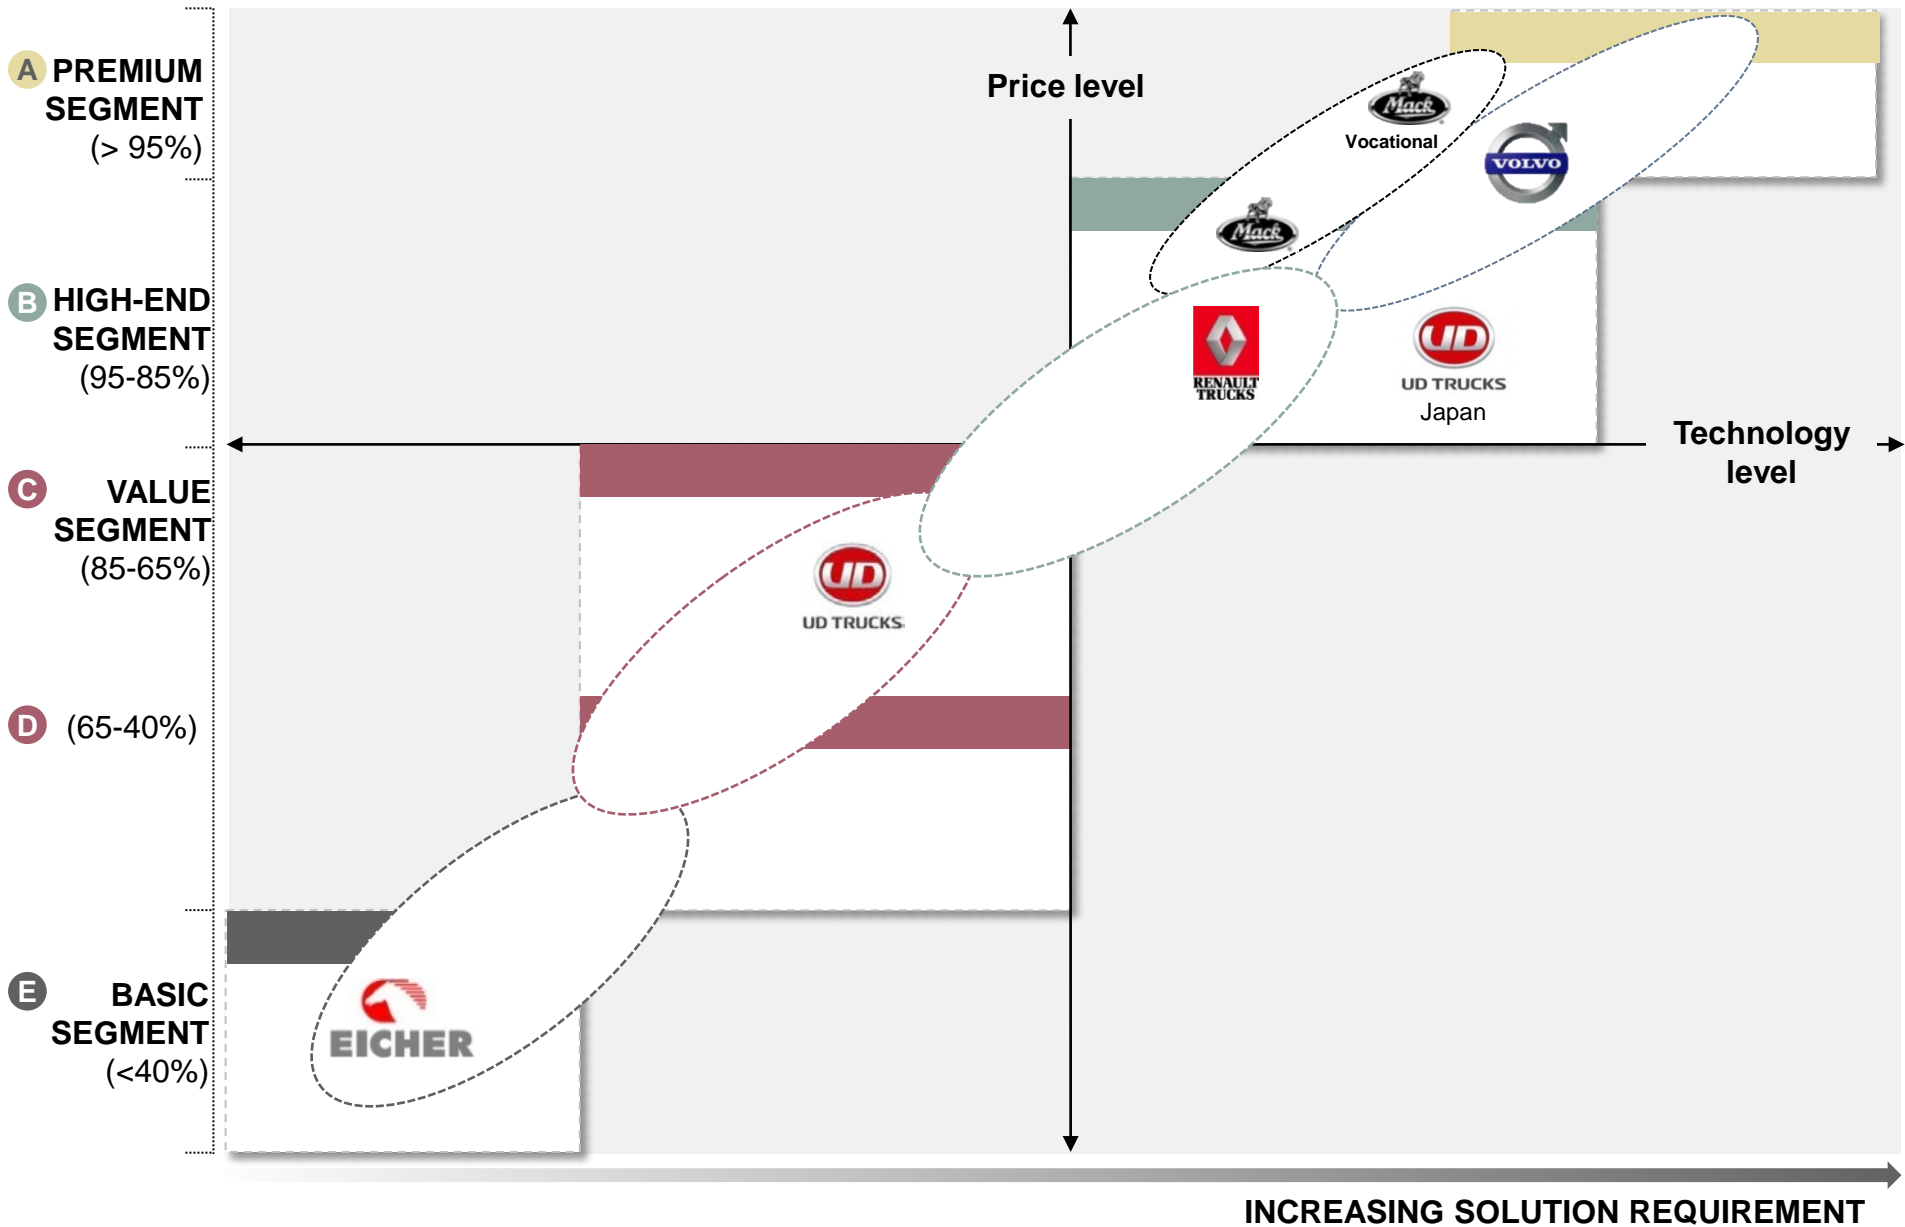 A PREMIUM
SEGMENT
(> 95%)
Price level
Mack
Vocational
VOLVO
Mack
B HIGH-END
SEGMENT
(95-85%)
RENAULT
TRUCKS
UD
UD TRUCKS
Japan
Technology
level
C VALUE
SEGMENT
(85-65%)
UD
UD TRUCKS
D (65-40%)
E BASIC
SEGMENT
(<40%)
EICHER
INCREASING SOLUTION REQUIREMENT